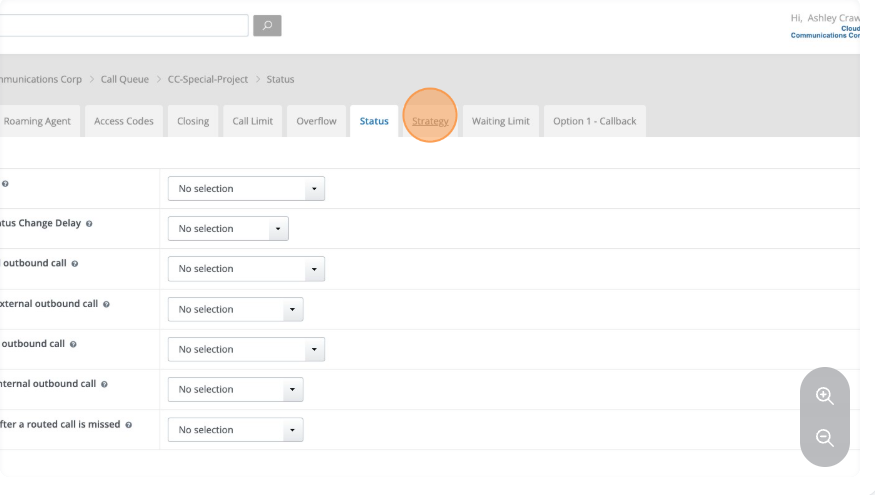 Hi, Ashley Craw
Cloud
Communications Cor
mmunications Corp > Call Queue > CC-Special-Project > Status
Roaming Agent Access Codes Closing Call Limit Overflow Status Strategy Waiting Limit Option 1 - Callback
No selection
atus Change Delay No selection
l outbound call No selection
xternal outbound call No selection
outbound call No selection
nternal outbound call No selection
fter a routed call is missed No selection